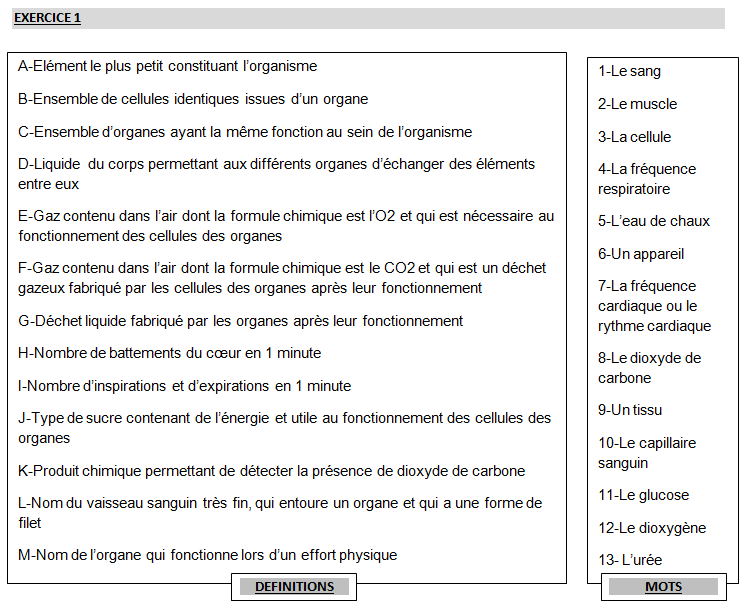 EXERCICE 1
A-Elément le plus petit constituant l'organisme
B-Ensemble de cellules identiques issues d'un organe
C-Ensemble d'organes ayant la même fonction au sein de l'organisme
D-Liquide du corps permettant aux différents organes d'échanger des éléments
entre eux
E-Gaz contenu dans l'air dont la formule chimique est l'O2 et qui est nécessaire au
fonctionnement des cellules des organes
F-Gaz contenu dans l'air dont la formule chimique est le CO2 et qui est un déchet
gazeux fabriqué par les cellules des organes après leur fonctionnement
G-Déchet liquide fabriqué par les organes après leur fonctionnement
H-Nombre de battements du cœur en 1 minute
I-Nombre d'inspirations et d'expirations en 1 minute
J-Type de sucre contenant de l'énergie et utile au fonctionnement des cellules des
organes
K-Produit chimique permettant de détecter la présence de dioxyde de carbone
L-Nom du vaisseau sanguin très fin, qui entoure un organe et qui a une forme de
filet
M-Nom de l'organe qui fonctionne lors d'un effort physique
DEFINITIONS
1-Le sang
2-Le muscle
3-La cellule
4-La fréquence
respiratoire
5-L'eau de chaux
6-Un appareil
7-La fréquence
cardiaque ou le
rythme cardiaque
8-Le dioxyde de
carbone
9-Un tissu
10-Le capillaire
sanguin
11-Le glucose
12-Le dioxygène
13- L'urée
MOTS